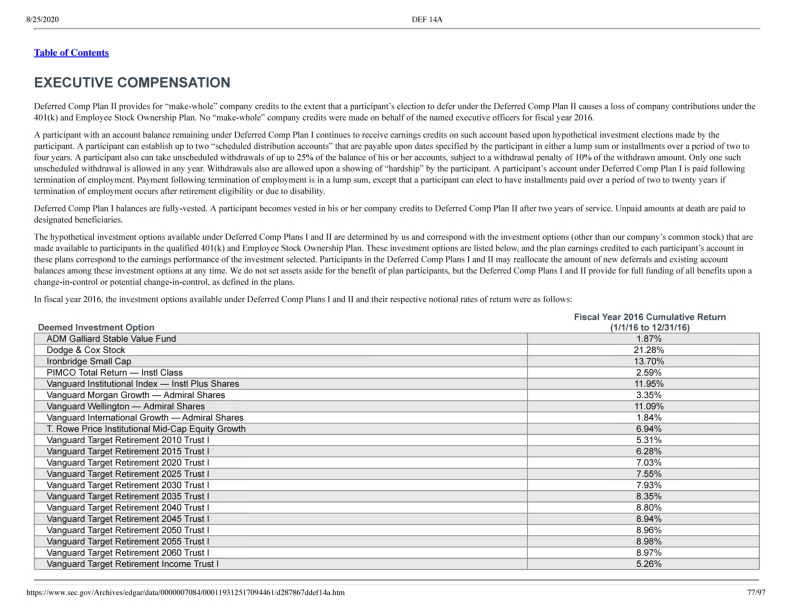 8/25/2020
DEF 14A
Table of Contents
EXECUTIVE COMPENSATION
Deferred Comp Plan II provides for “make-whole” company credits to the extent that a participant’s election to defer under the Deferred Comp Plan II causes a loss of company contributions under the
401(k) and Employee Stock Ownership Plan. No “make-whole” company credits were made on behalf of the named executive officers for fiscal year 2016.
A participant with an account balance remaining under Deferred Comp Plan I continues to receive earnings credits on such account based upon hypothetical investment elections made by the
participant. A participant can establish up to two “scheduled distribution accounts” that are payable upon dates specified by the participant in either a lump sum or installments over a period of two to
four years. A participant also can take unscheduled withdrawals of up to 25% of the balance of his or her accounts, subject to a withdrawal penalty of 10% of the withdrawn amount. Only one such
unscheduled withdrawal is allowed in any year. Withdrawals also are allowed upon a showing of “hardship” by the participant. A participant’s account under Deferred Comp Plan I is paid following
termination of employment. Payment following termination of employment is in a lump sum, except that a participant can elect to have installments paid over a period of two to twenty years if
termination of employment occurs after retirement eligibility or due to disability.
Deferred Comp Plan I balances are fully-vested. A participant becomes vested in his or her company credits to Deferred Comp Plan II after two years of service. Unpaid amounts at death are paid to
designated beneficiaries.
The hypothetical investment options available under Deferred Comp Plans I and II are determined by us and correspond with the investment options (other than our company’s common stock) that are
made available to participants in the qualified 401(k) and Employee Stock Ownership Plan. These investment options are listed below, and the plan earnings credited to each participant’s account in
these plans correspond to the earnings performance of the investment selected. Participants in the Deferred Comp Plans I and II may reallocate the amount of new deferrals and existing account
balances among these investment options at any time. We do not set assets aside for the benefit of plan participants, but the Deferred Comp Plans I and II provide for full funding of all benefits upon a
change-in-control or potential change-in-control, as defined in the plans.
In fiscal year 2016, the investment options available under Deferred Comp Plans I and II and their respective notional rates of return were as follows:
Fiscal Year 2016 Cumulative Return
Deemed Investment Option (1/1/16 to 12/31/16)
ADM Galliard Stable Value Fund 1.87%
Dodge & Cox Stock 21.28%
Ironbridge Small Cap 13.70%
PIMCO Total Return — Instl Class 2.59%
Vanguard Institutional Index — Instl Plus Shares 11.95%
Vanguard Morgan Growth — Admiral Shares 3.35%
Vanguard Wellington — Admiral Shares 11.09%
Vanguard International Growth — Admiral Shares 1.84%
T. Rowe Price Institutional Mid-Cap Equity Growth 6.94%
Vanguard Target Retirement 2010 Trust I 5.31%
Vanguard Target Retirement 2015 Trust I 6.28%
Vanguard Target Retirement 2020 Trust I 7.03%
Vanguard Target Retirement 2025 Trust I 7.55%
Vanguard Target Retirement 2030 Trust I 7.93%
Vanguard Target Retirement 2035 Trust I 8.35%
Vanguard Target Retirement 2040 Trust I 8.80%
Vanguard Target Retirement 2045 Trust I 8.94%
Vanguard Target Retirement 2050 Trust I 8.96%
Vanguard Target Retirement 2055 Trust I 8.98%
Vanguard Target Retirement 2060 Trust I 8.97%
Vanguard Target Retirement Income Trust I 5.26%
https://www.sec.gov/Archives/edgar/data/0000007084/000119312517094461/d287867ddef14a.htm
77/97